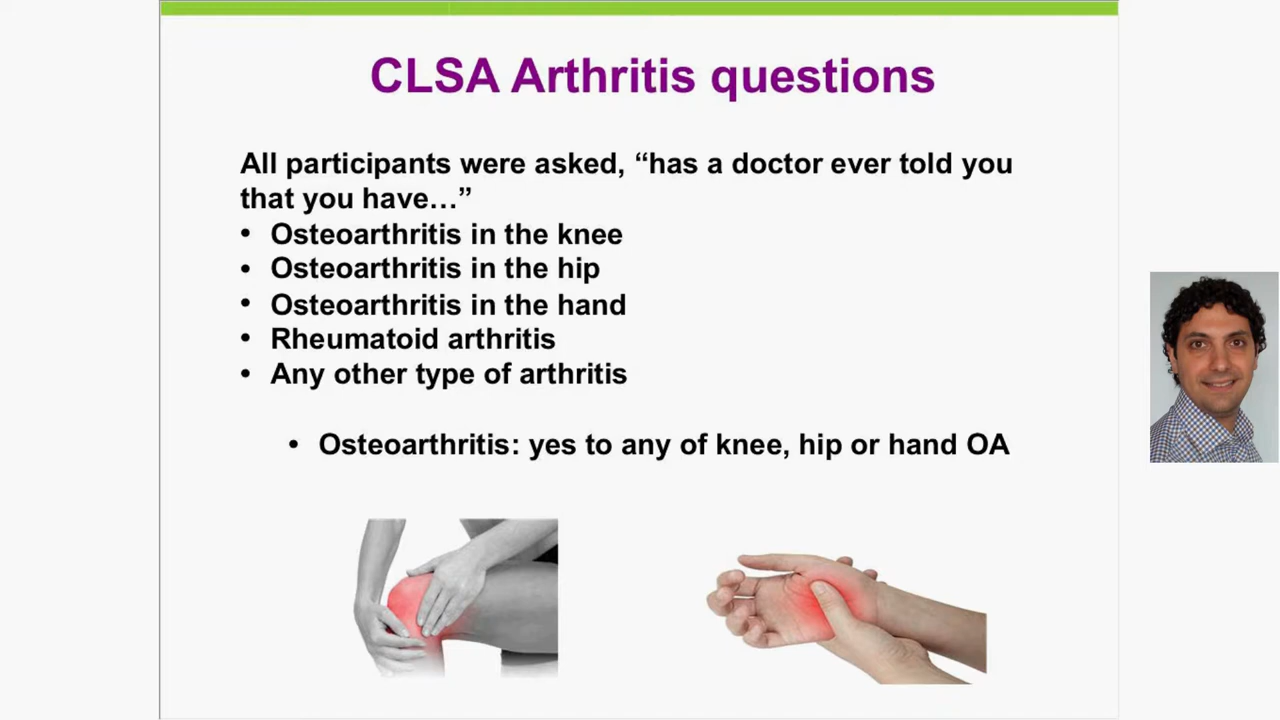 CLSA Arthritis questions
All participants were asked, “has a doctor ever told you
that you have…”
• Osteoarthritis in the knee
• Osteoarthritis in the hip
• Osteoarthritis in the hand
• Rheumatoid arthritis
• Any other type of arthritis
• Osteoarthritis: yes to any of knee, hip or hand OA